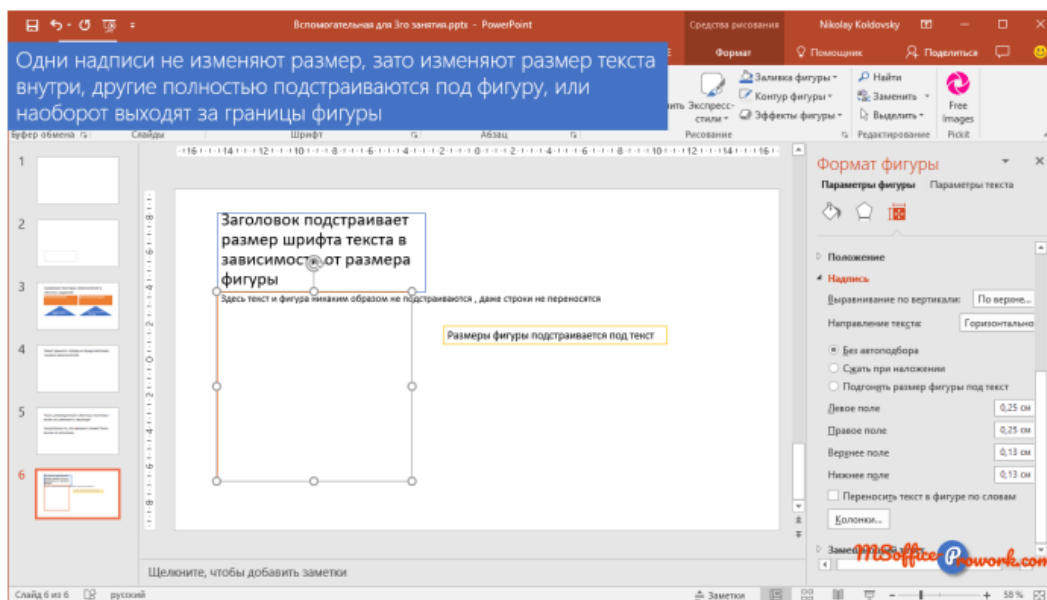 Вспомогательная для 3го занятия.pptx - PowerPoint
Средства рисования
Nikolay Koldovsky
Формат
Помощник
Поделиться
Одни надписи не изменяют размер, зато изменяют размер текста
внутри, другие полностью подстраиваются под фигуру, или
наоборот выходят за границы фигуры
Экспресс-
стили
Заливка фигуры
Контур фигуры
Эффекты фигуры
Найти
Заменить
Выделить
Free
Images
Буфер обмена
Слайды
Шрифт
Абзац
Рисование
Редактирование
Pickit
1
2
3
4
5
6
Заголовок подстраивает
размер шрифта текста в
зависимости от размера
фигуры
Здесь текст и фигура никаким образом не подстраиваются , даже строки не переносятся
Размеры фигуры подстраивается под текст
Формат фигуры
Параметры фигуры Параметры текста
Положение
Надпись
Выравнивание по вертикали: По верхне...
Направление текста: Горизонтально
Без автоподбора
Сжать при наложении
Подгонять размер фигуры под текст
Левое поле 0,25 см
Правое поле 0,25 см
Верхнее поле 0,13 см
Нижнее поле 0,13 см
Переносить текст в фигуре по словам
Колонки...
MSoffice-Prowork.com
Щелкните, чтобы добавить заметки
Слайд 6 из 6 русский Заметки 58 %